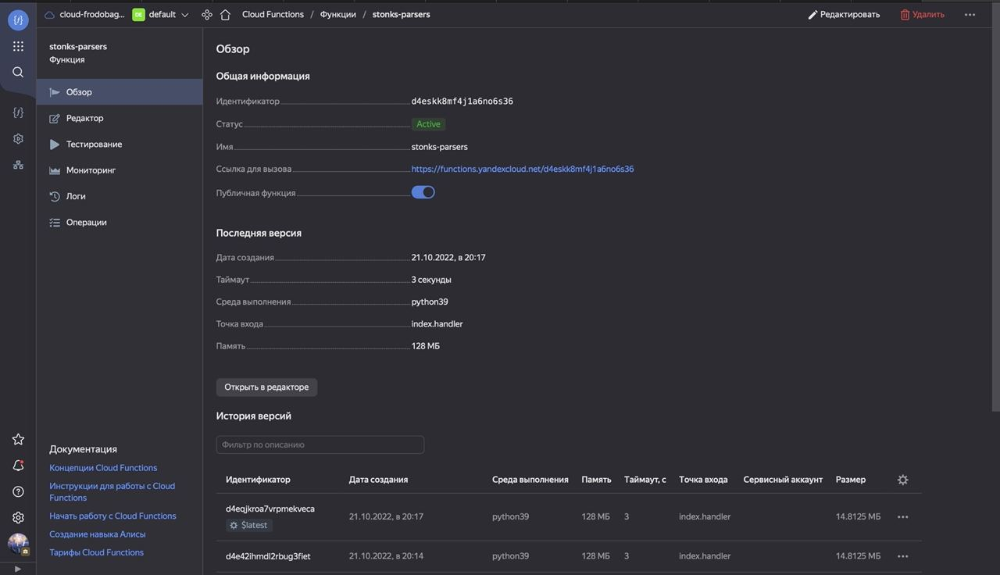 cloud-frodobag...
DE
default
Cloud Functions / Функции / stonks-parsers
Редактировать
Удалить
stonks-parsers
Функция
Обзор
Редактор
Тестирование
Мониторинг
Логи
Операции
Документация
Концепции Cloud Functions
Инструкции для работы с Cloud
Functions
Начать работу с Cloud Functions
Создание навыка Алисы
Тарифы Cloud Functions
Обзор
Общая информация
Идентификатор d4eskk8mf4j1a6no6s36
Статус Active
Имя stonks-parsers
Ссылка для вызова https://functions.yandexcloud.net/d4eskk8mf4j1a6no6s36
Публичная функция
Последняя версия
Дата создания 21.10.2022, в 20:17
Таймаут 3 секунды
Среда выполнения python39
Точка входа index.handler
Память 128 МБ
Открыть в редакторе
История версий
Фильтр по описанию
Идентификатор Дата создания Среда выполнения Память Таймаут, с Точка входа Сервисный аккаунт Размер
d4eqjkroa7vrpmekveca 21.10.2022, в 20:17 python39 128 МБ 3 index.handler 14.8125 МБ
$latest
d4e42ihmdl2rbug3fiet 21.10.2022, в 20:14 python39 128 МБ 3 index.handler 14.8125 МБ